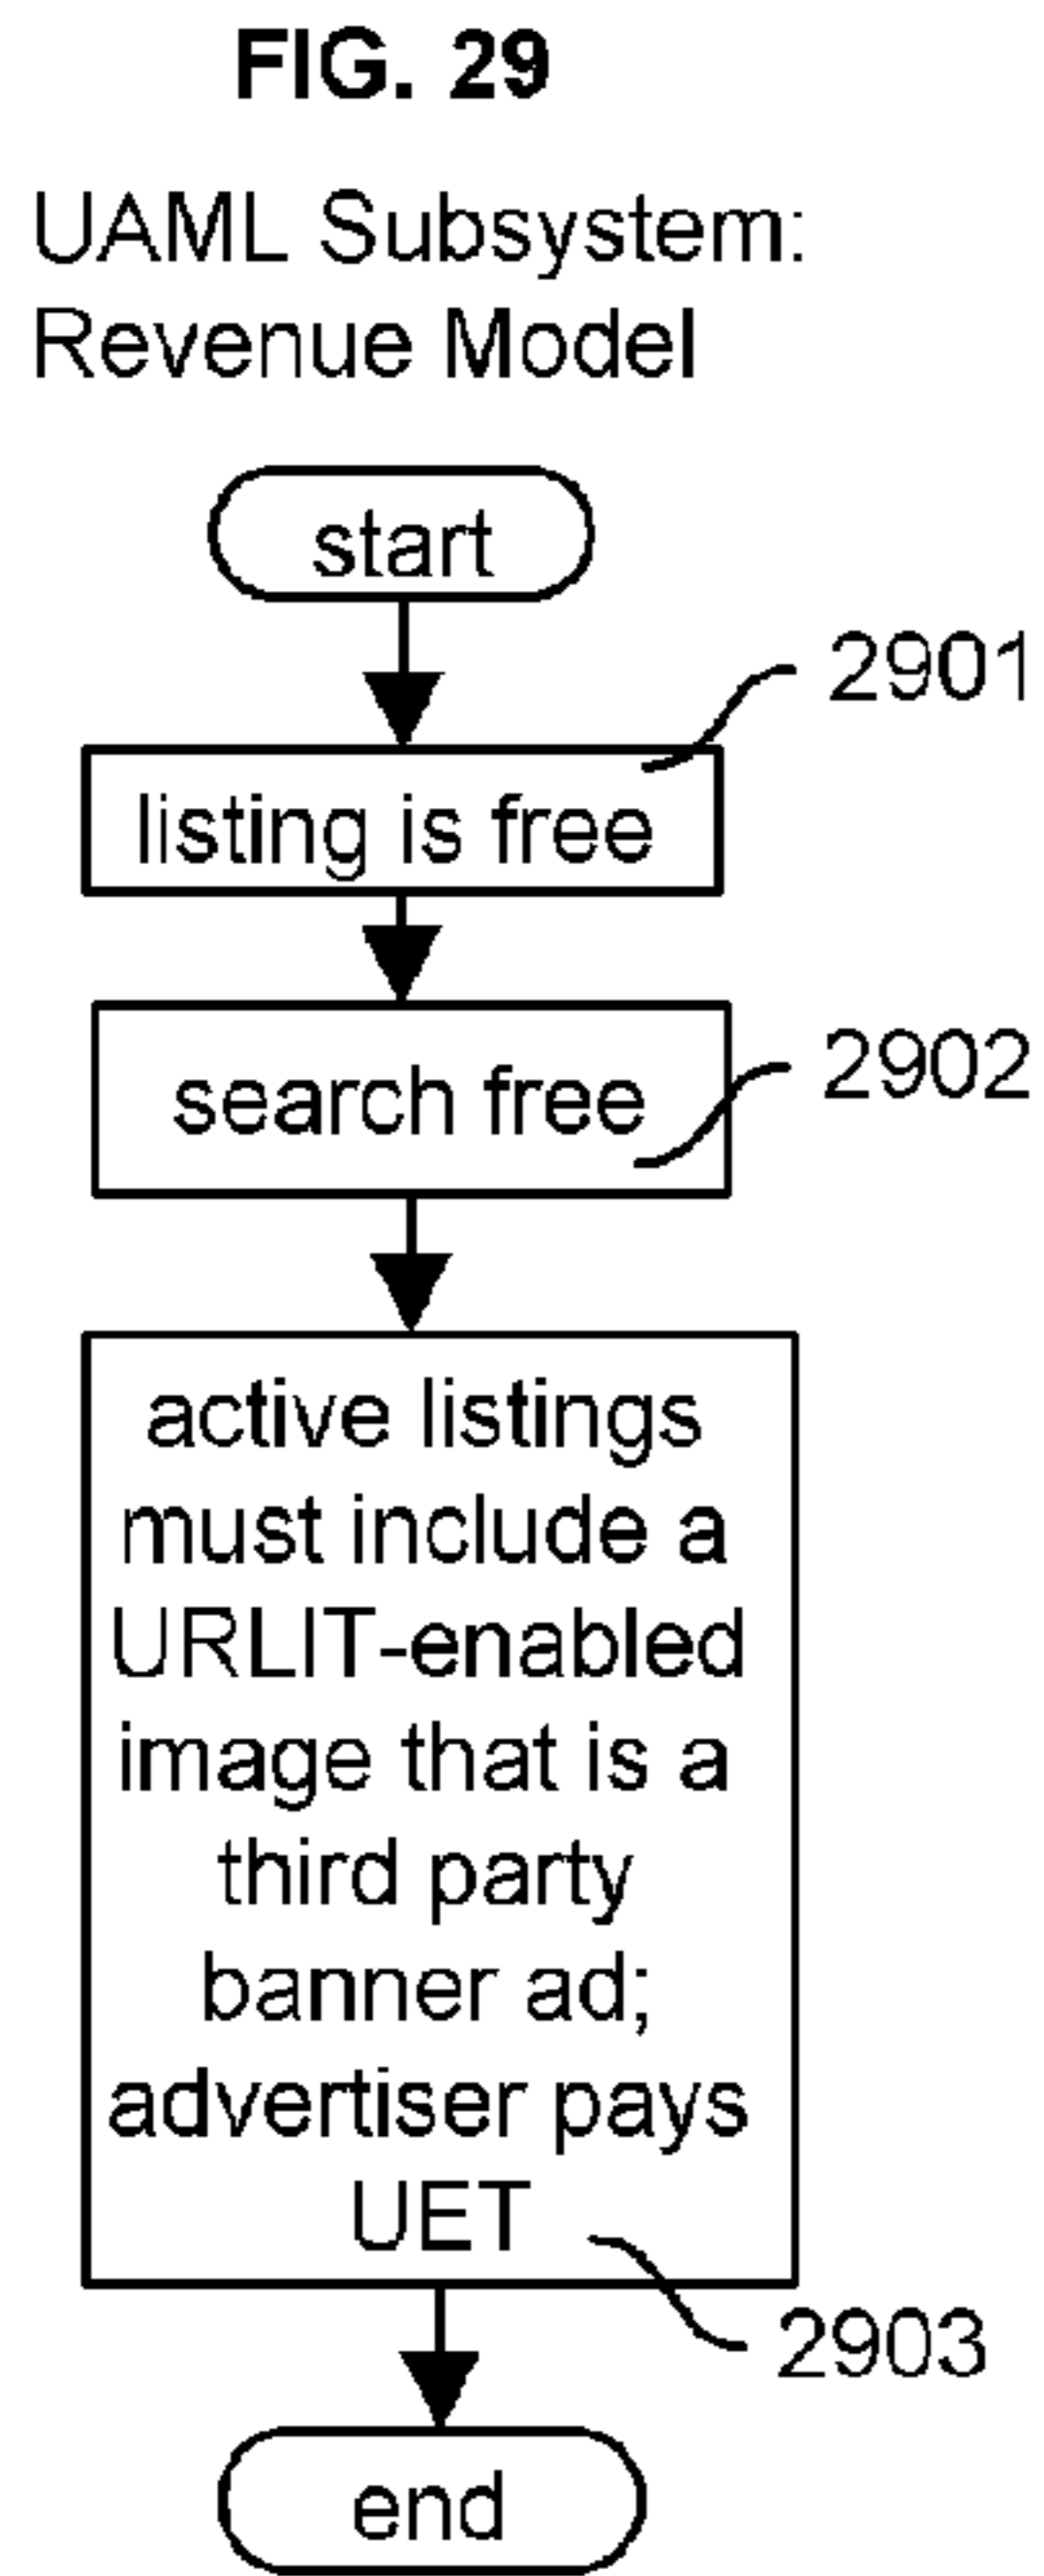 FIG. 29
UAML Subsystem:
Revenue Model
start
2901
listing is free
2902
search free
active listings
must include a
URLIT-enabled
image that is a
third party
banner ad;
advertiser pays
UET
2903
end